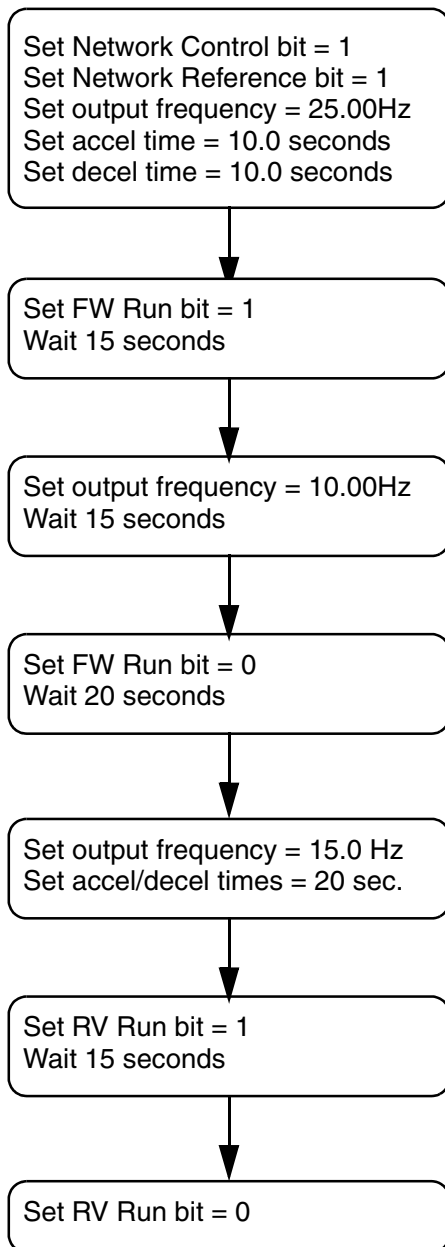 Set Network Control bit = 1
Set Network Reference bit = 1
Set output frequency = 25.00Hz
Set accel time = 10.0 seconds
Set decel time = 10.0 seconds
Set FW Run bit = 1
Wait 15 seconds
Set output frequency = 10.00Hz
Wait 15 seconds
Set FW Run bit = 0
Wait 20 seconds
Set output frequency = 15.0 Hz
Set accel/decel times = 20 sec.
Set RV Run bit = 1
Wait 15 seconds
Set RV Run bit = 0